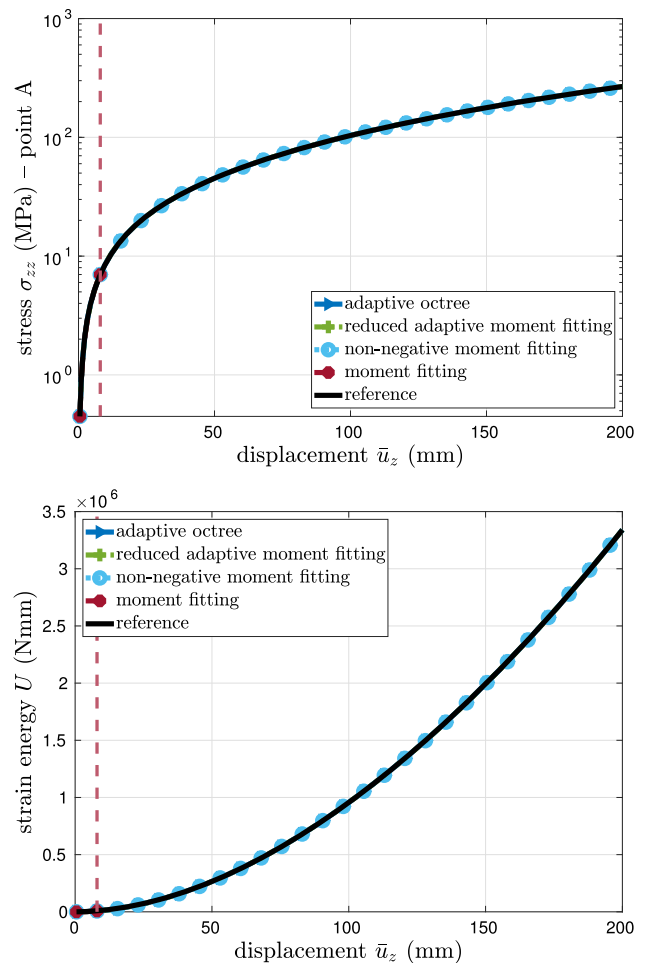 10^3
10^2
10^1
10^0
stress σ_zz (MPa) – point A
adaptive octree
reduced adaptive moment fitting
non-negative moment fitting
moment fitting
reference
0 50 100 150 200
displacement ū_z (mm)
×10^6
3.5
3
2.5
2
1.5
1
0.5
0
strain energy U (Nmm)
adaptive octree
reduced adaptive moment fitting
non-negative moment fitting
moment fitting
reference
0 50 100 150 200
displacement ū_z (mm)